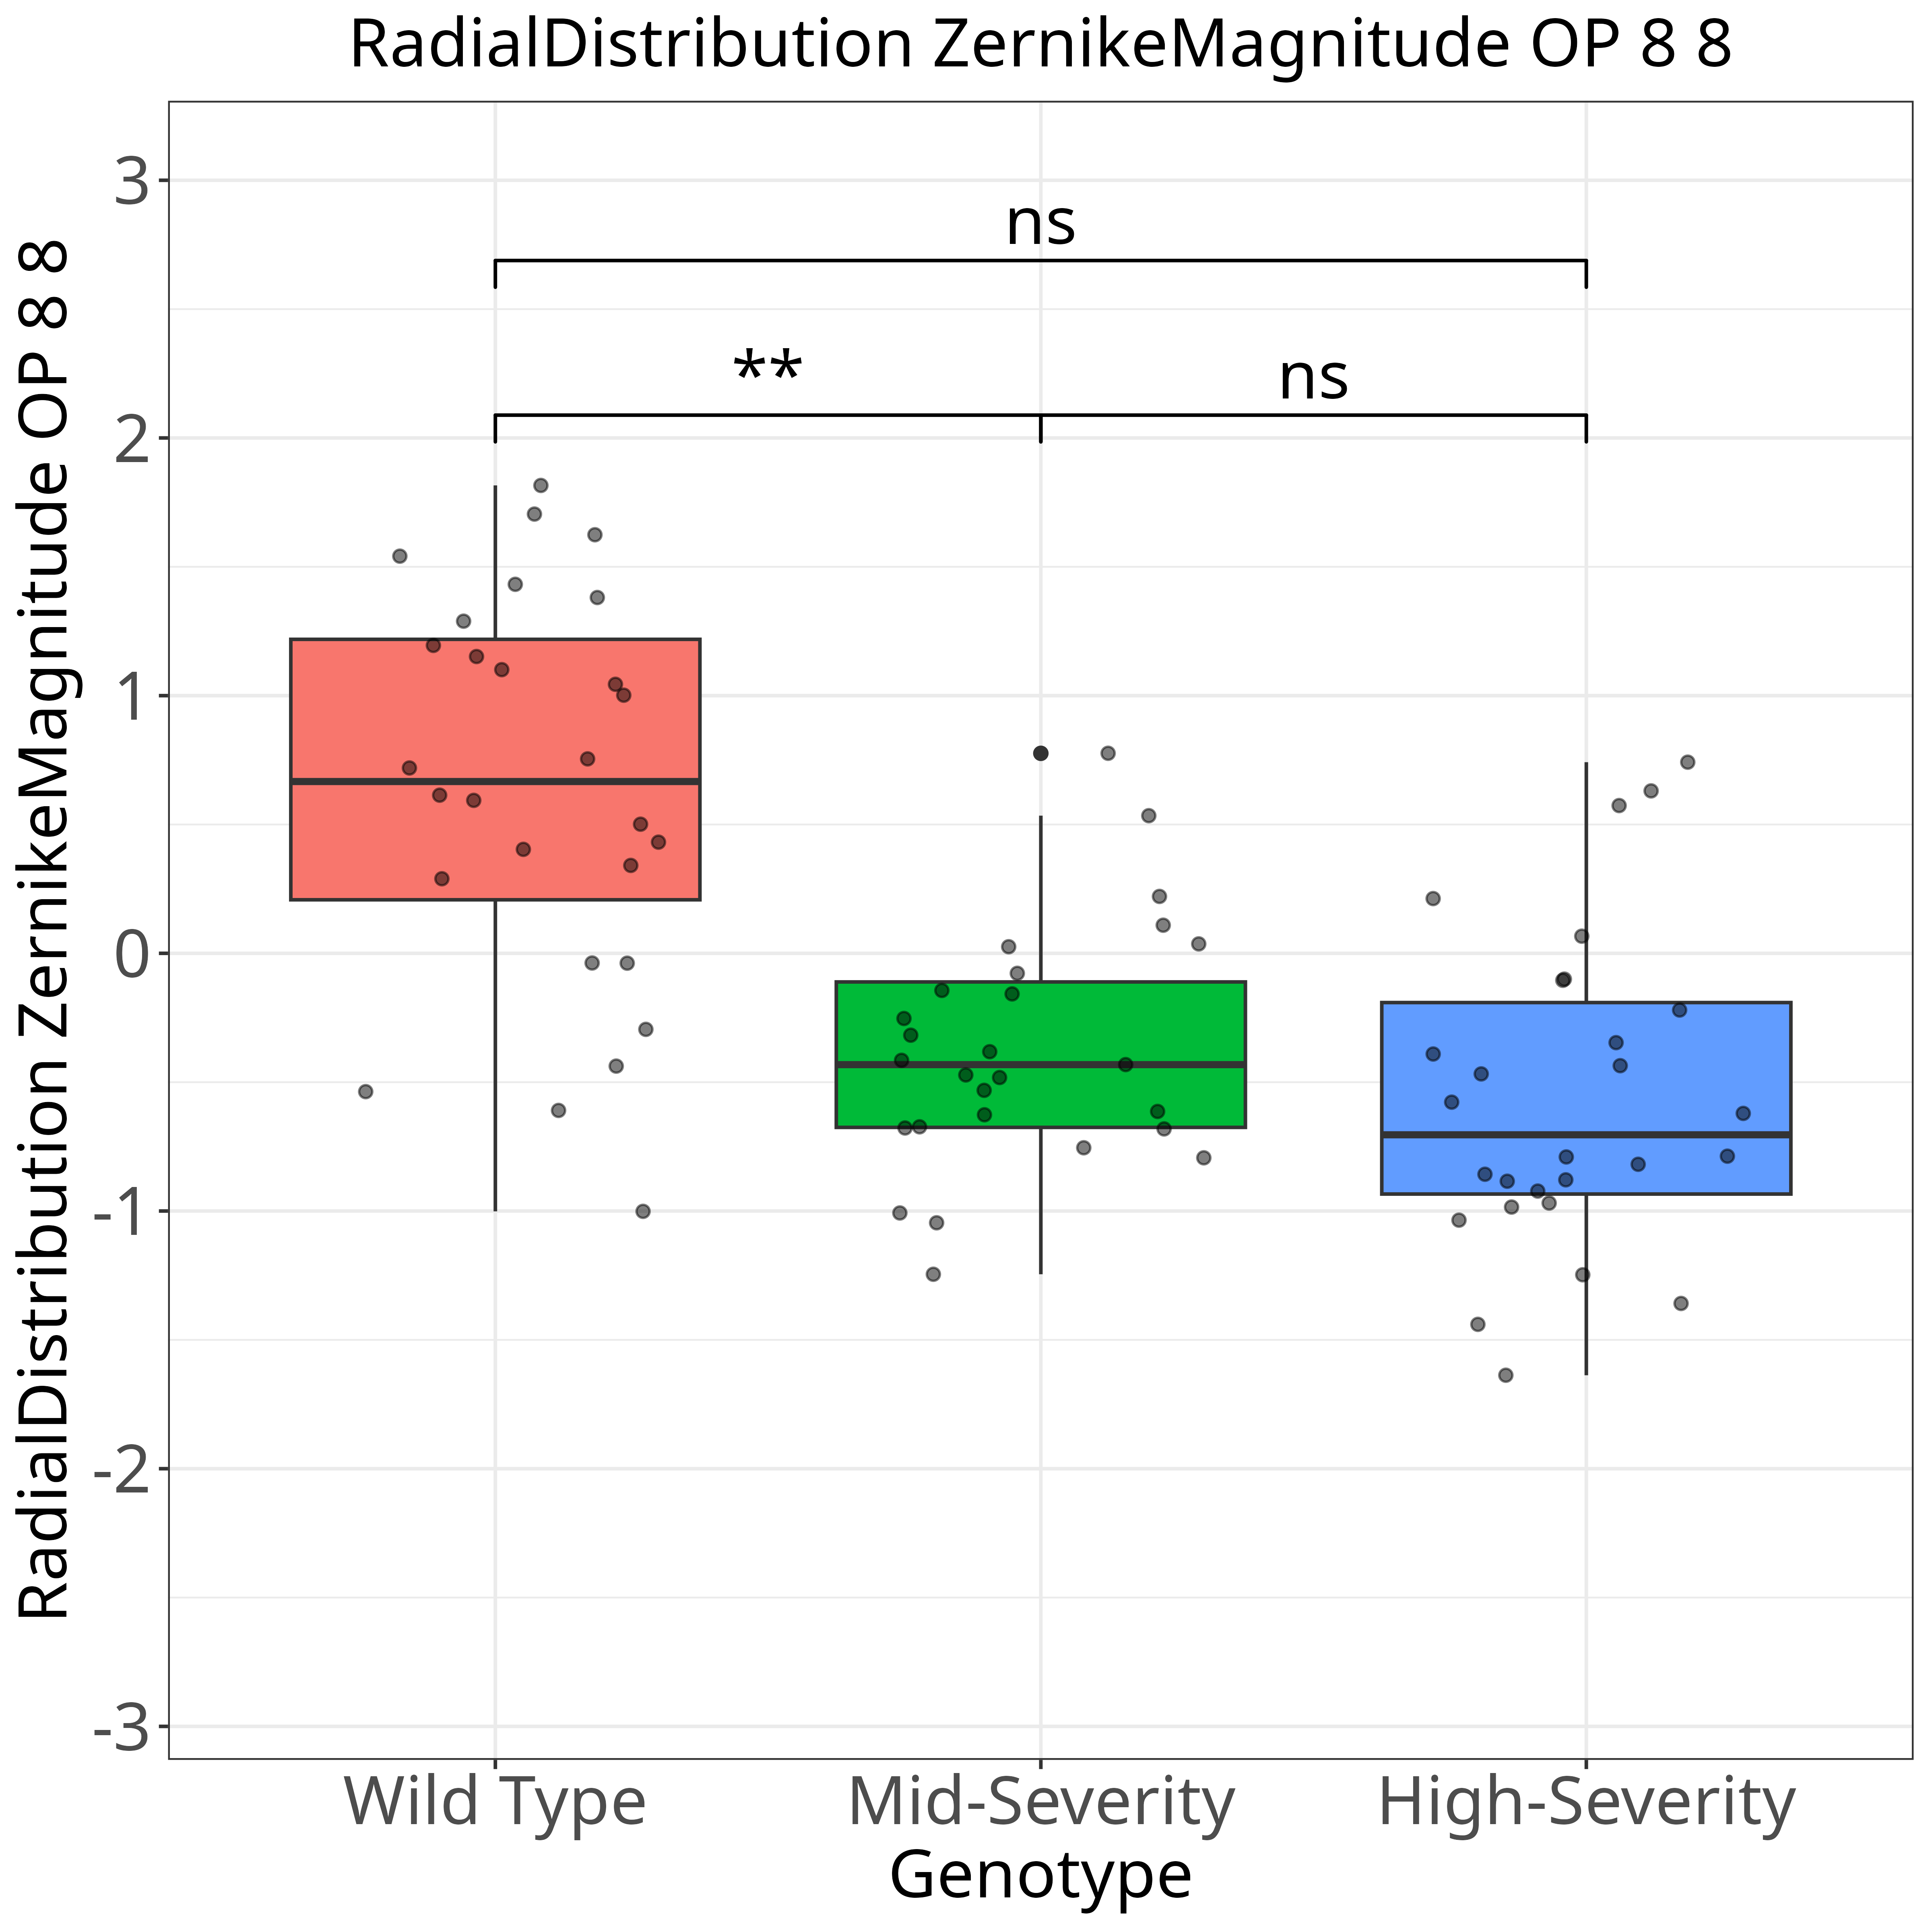 RadialDistribution ZernikeMagnitude OP 8 8
RadialDistribution ZernikeMagnitude OP 8 8
3
2
1
0
-1
-2
-3
ns
**
ns
Wild Type
Mid-Severity
High-Severity
Genotype